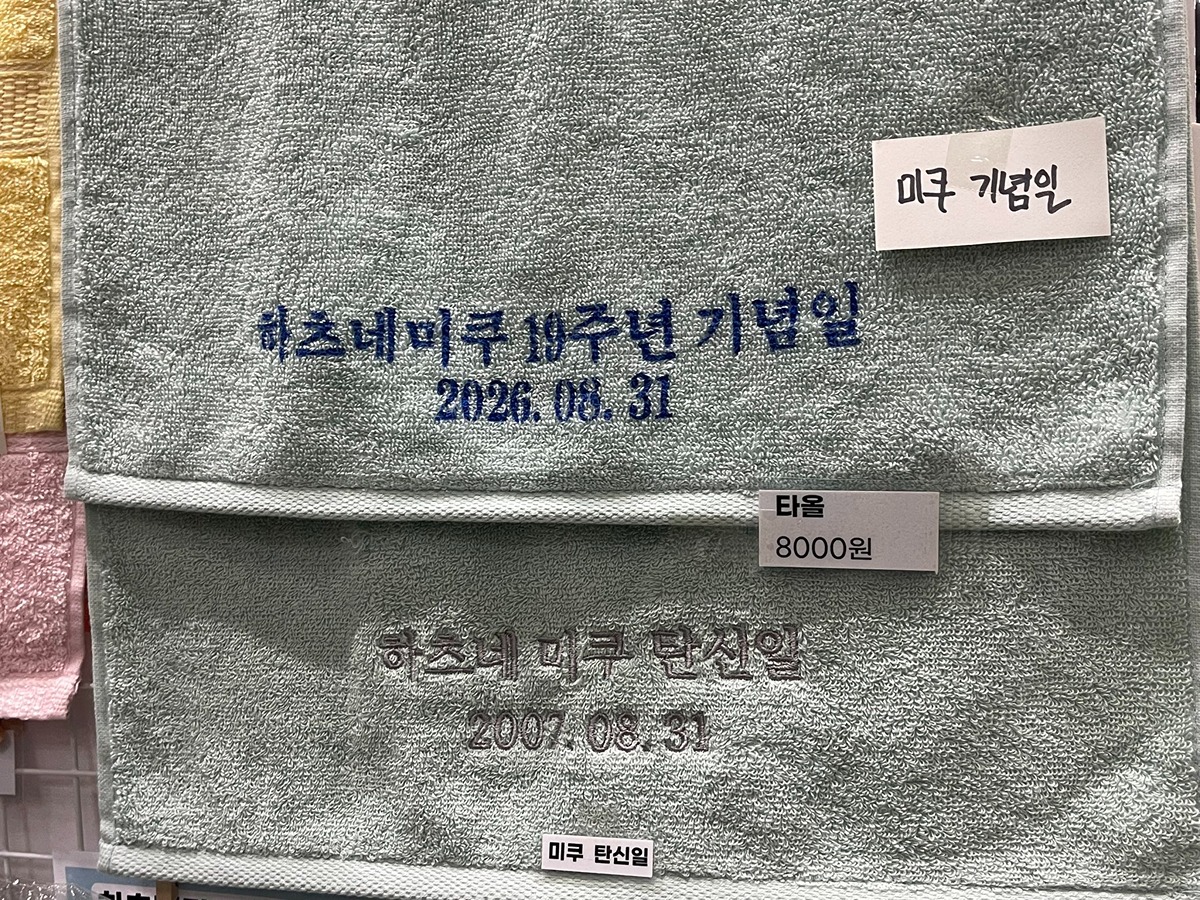 미쿠 기념일
하츠네미쿠 19주년 기념일
2026. 08. 31
타올
8000원
하츠네 미쿠 탄신일
2007. 08. 31
미쿠 탄신일